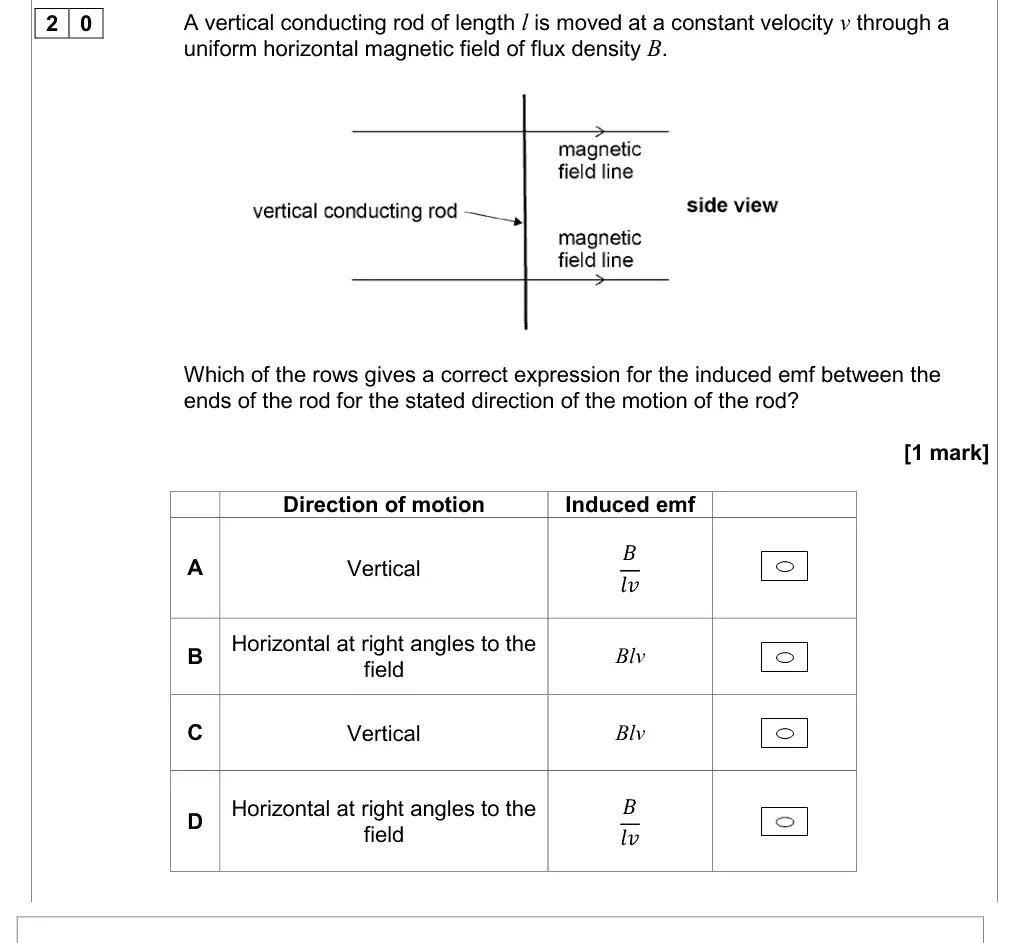 2 0
A vertical conducting rod of length l is moved at a constant velocity v through a
uniform horizontal magnetic field of flux density B.
magnetic
field line
vertical conducting rod
side view
magnetic
field line
Which of the rows gives a correct expression for the induced emf between the
ends of the rod for the stated direction of the motion of the rod?
[1 mark]
Direction of motion Induced emf
A Vertical B/lv
B Horizontal at right angles to the
field Blv
C Vertical Blv
D Horizontal at right angles to the
field B/lv